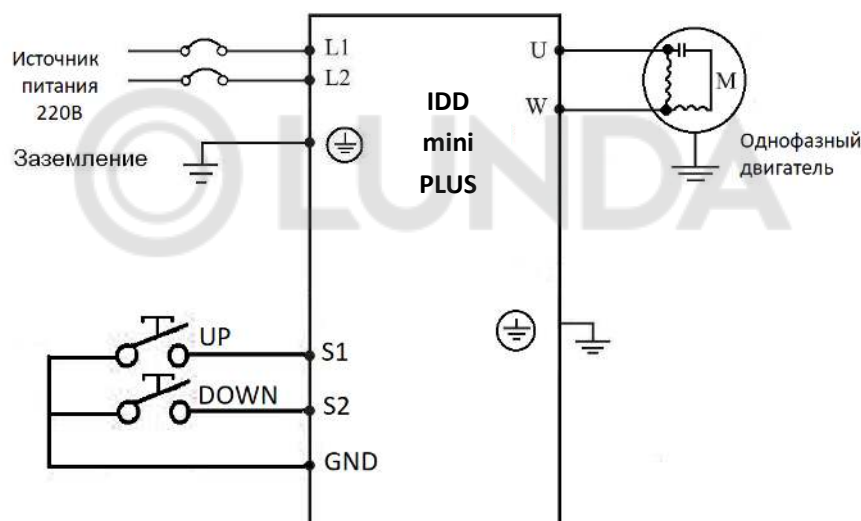 Источник
питания
220В
L1
L2
Заземление
IDD
mini
PLUS
U
W
M
Однофазный
двигатель
LUNDA
UP
S1
DOWN
S2
GND